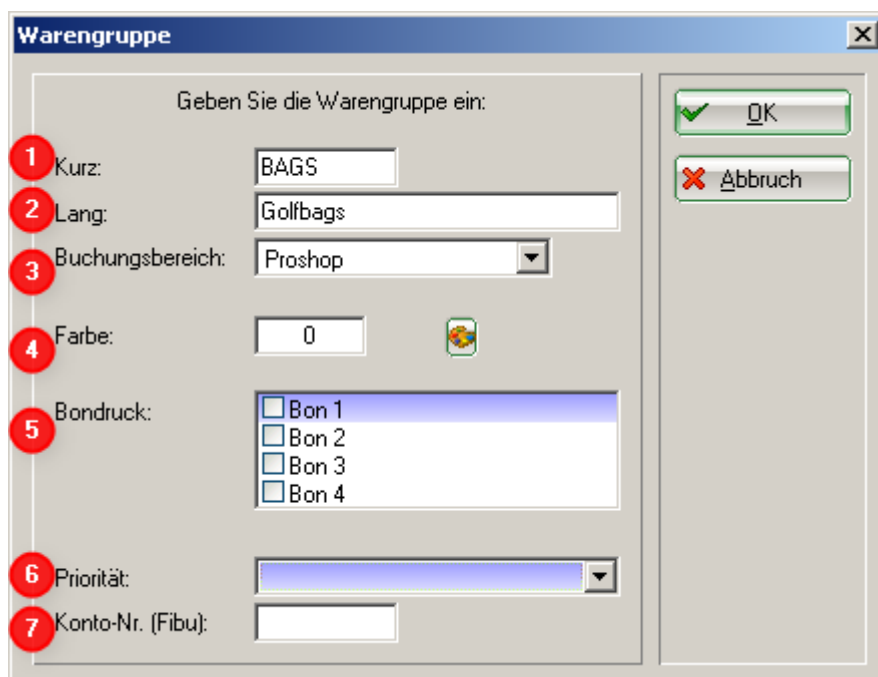 Warengruppe
Geben Sie die Warengruppe ein:
1 Kurz: BAGS
2 Lang: Golfbags
3 Buchungsbereich: Proshop
4 Farbe: 0
5 Bondruck: Bon 1
Bon 2
Bon 3
Bon 4
6 Priorität:
7 Konto-Nr. (Fibu):
OK
Abbruch